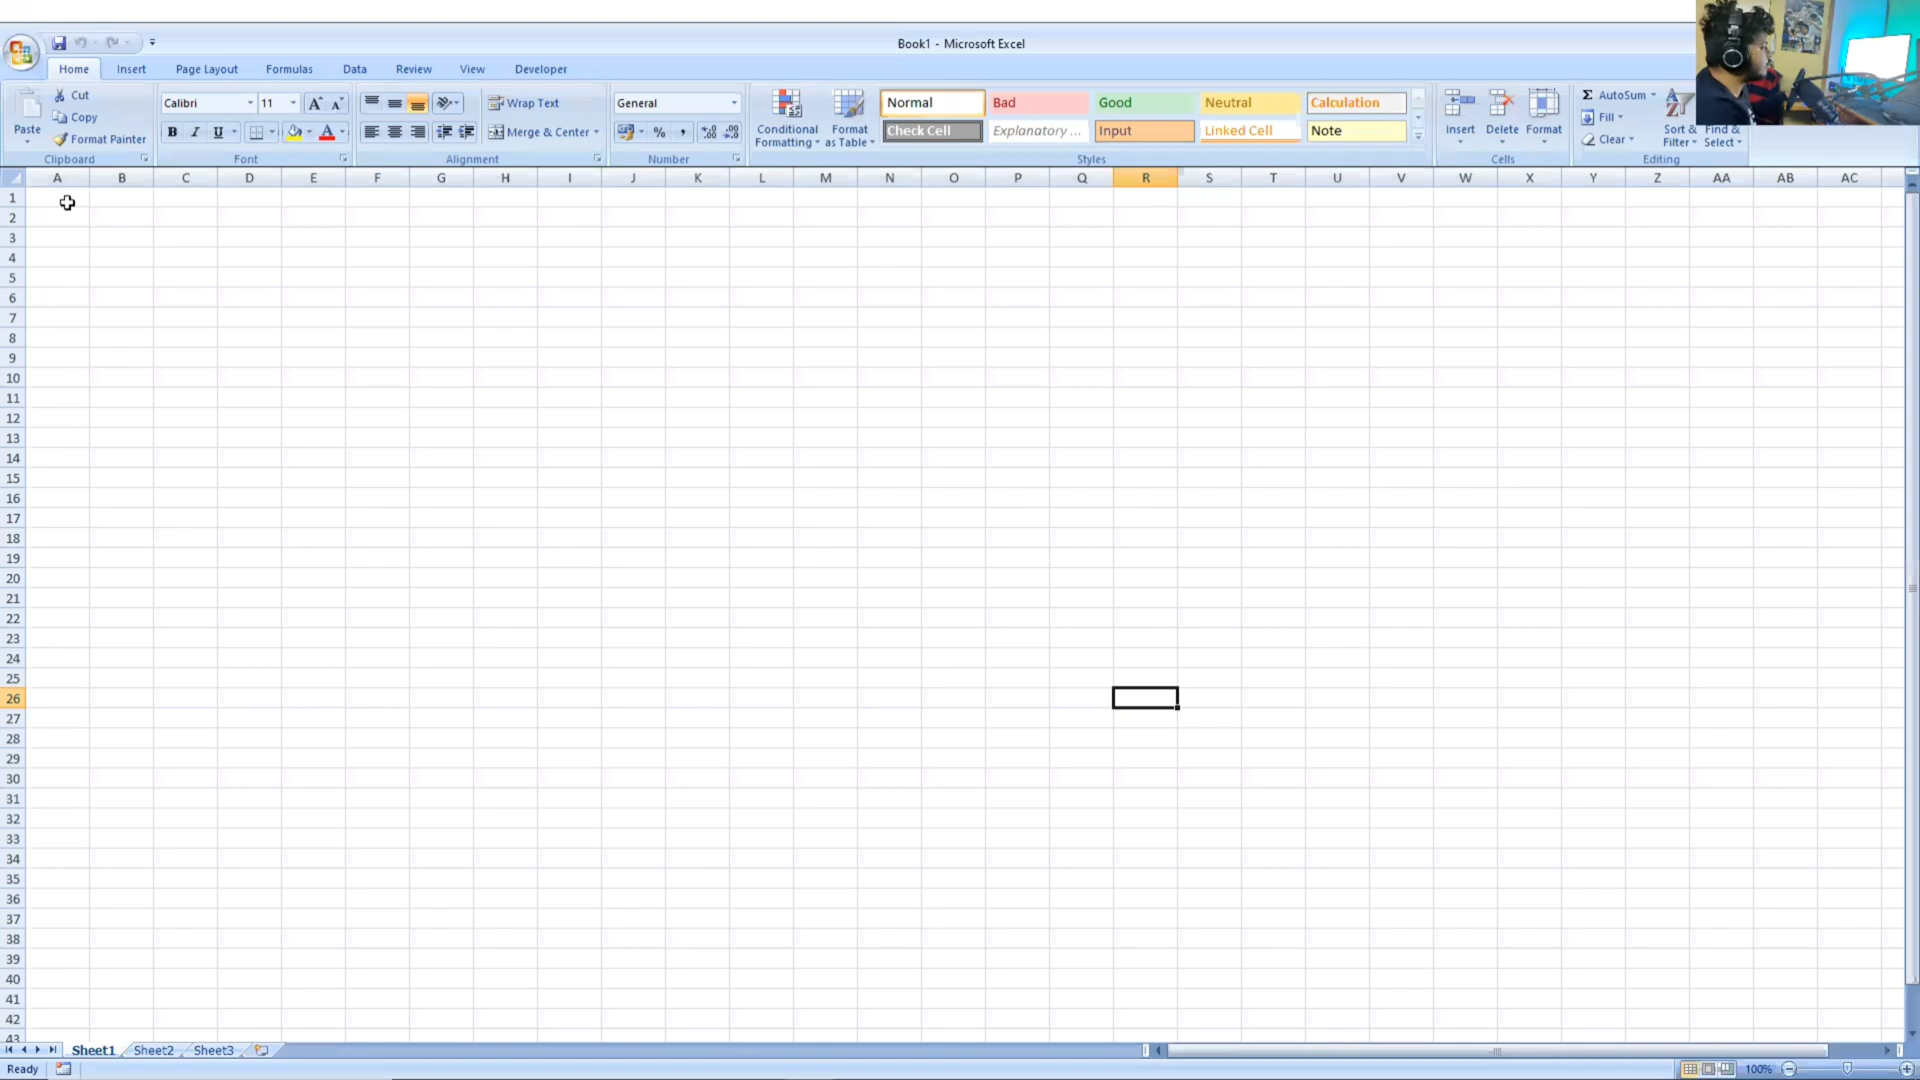 Book1 - Microsoft Excel
Home Insert Page Layout Formulas Data Review View Developer
Paste
Cut
Copy
Format Painter
Clipboard
Calibri 11
B I U
Font
Wrap Text
Merge & Center
Alignment
General
%
Number
Conditional Formatting
Format as Table
Normal Bad Good Neutral Calculation
Check Cell Explanatory ... Input Linked Cell Note
Styles
Insert Delete Format
Cells
Σ AutoSum
Fill
Clear
Sort & Filter
Find & Select
Editing
A B C D E F G H I J K L M N O P Q R S T U V W X Y Z AA AB AC
1
2
3
4
5
6
7
8
9
10
11
12
13
14
15
16
17
18
19
20
21
22
23
24
25
26
27
28
29
30
31
32
33
34
35
36
37
38
39
40
41
42
43
Sheet1 Sheet2 Sheet3
Ready 100%